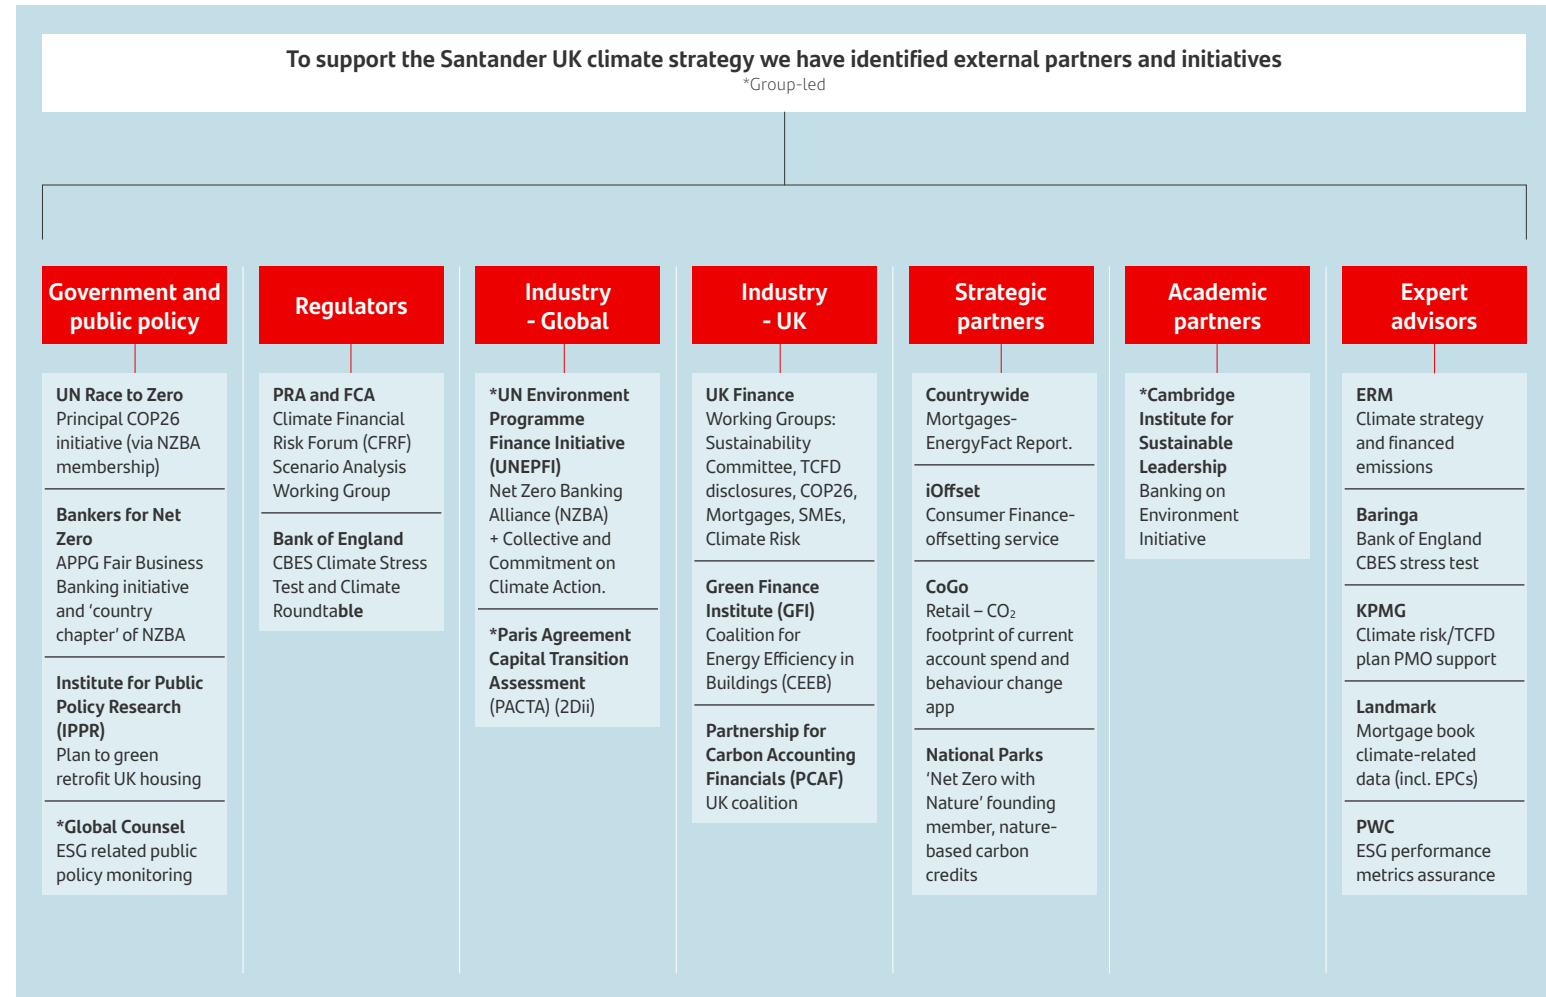 To support the Santander UK climate strategy we have identified external partners and initiatives
*Group-led
Government and
public policy
UN Race to Zero
Principal COP26
initiative (via NZBA
membership)
Bankers for Net
Zero
APPG Fair Business
Banking initiative
and ‘country
chapter’ of NZBA
Institute for Public
Policy Research
(IPPR)
Plan to green
retrofit UK housing
*Global Counsel
ESG related public
policy monitoring
Regulators
PRA and FCA
Climate Financial
Risk Forum (CFRF)
Scenario Analysis
Working Group
Bank of England
CBES Climate Stress
Test and Climate
Roundtable
Industry
- Global
*UN Environment
Programme
Finance Initiative
(UNEPFI)
Net Zero Banking
Alliance (NZBA)
+ Collective and
Commitment on
Climate Action.
*Paris Agreement
Capital Transition
Assessment
(PACTA) (2Dii)
Industry
- UK
UK Finance
Working Groups:
Sustainability
Committee, TCFD
disclosures, COP26,
Mortgages, SMEs,
Climate Risk
Green Finance
Institute (GFI)
Coalition for
Energy Efficiency in
Buildings (CEEB)
Partnership for
Carbon Accounting
Financials (PCAF)
UK coalition
Strategic
partners
Countrywide
Mortgages-
EnergyFact Report.
iOffset
Consumer Finance-
offsetting service
CoGo
Retail – CO₂
footprint of current
account spend and
behaviour change
app
National Parks
‘Net Zero with
Nature’ founding
member, nature-
based carbon
credits
Academic
partners
*Cambridge
Institute for
Sustainable
Leadership
Banking on
Environment
Initiative
Expert
advisors
ERM
Climate strategy
and financed
emissions
Baringa
Bank of England
CBES stress test
KPMG
Climate risk/TCFD
plan PMO support
Landmark
Mortgage book
climate-related
data (incl. EPCs)
PWC
ESG performance
metrics assurance